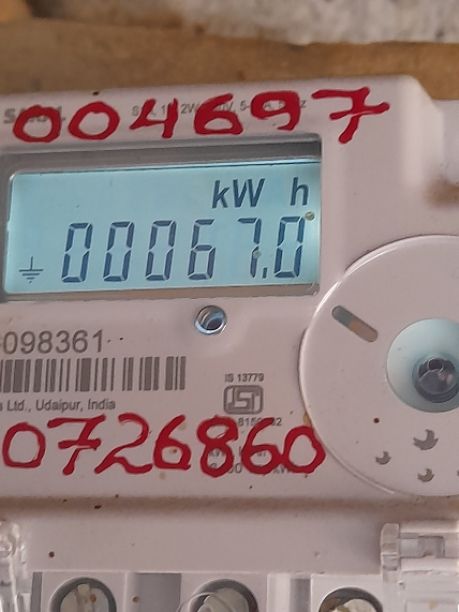 004697
kW h
00067.0
098361
IS 13779
Ltd., Udaipur, India
0726860